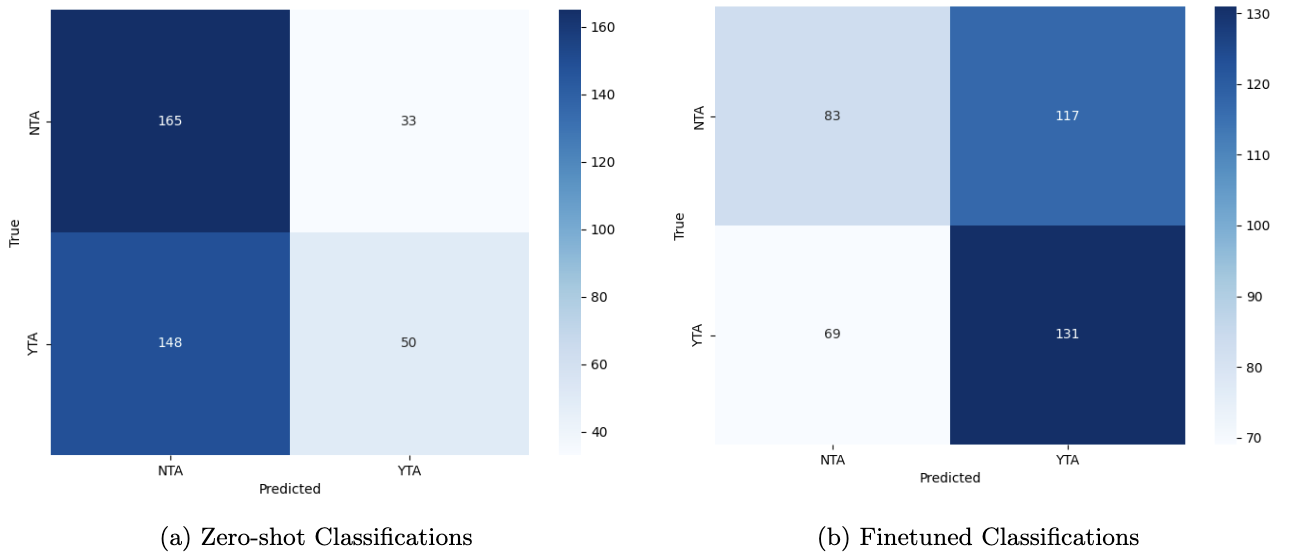 NTA
165
33
YTA
148
50
True
NTA
YTA
Predicted
160
140
120
100
80
60
40
(a) Zero-shot Classifications
NTA
83
117
YTA
69
131
True
NTA
YTA
Predicted
130
120
110
100
90
80
70
(b) Finetuned Classifications